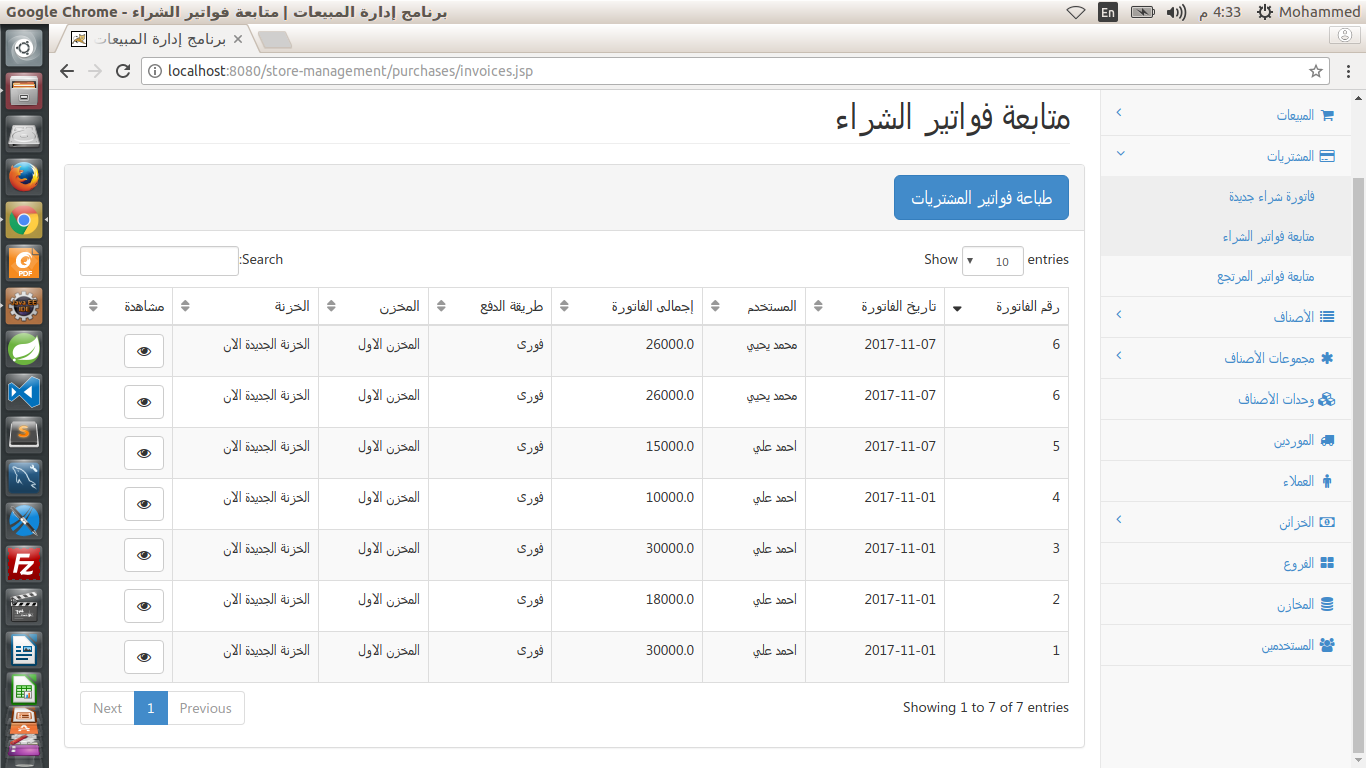 برنامج إدارة المبيعات | متابعة فواتير الشراء - Google Chrome
En
4:33 م
Mohammed
برنامج إدارة المبيعات
localhost:8080/store-management/purchases/invoices.jsp
المبيعات
المشتريات
فاتورة شراء جديدة
متابعة فواتير الشراء
متابعة فواتير المرتجع
الأصناف
مجموعات الأصناف
وحدات الأصناف
الموردين
العملاء
الخزائن
الفروع
المخازن
المستخدمين
متابعة فواتير الشراء
طباعة فواتير المشتريات
Show 10 entries
Search:
رقم الفاتورة تاريخ الفاتورة المستخدم إجمالى الفاتورة طريقة الدفع المخزن الخزنة مشاهدة
6 2017-11-07 محمد يحيي 26000.0 فورى المخزن الاول الخزنة الجديدة الان
6 2017-11-07 محمد يحيي 26000.0 فورى المخزن الاول الخزنة الجديدة الان
5 2017-11-07 احمد علي 15000.0 فورى المخزن الاول الخزنة الجديدة الان
4 2017-11-01 احمد علي 10000.0 فورى المخزن الاول الخزنة الجديدة الان
3 2017-11-01 احمد علي 30000.0 فورى المخزن الاول الخزنة الجديدة الان
2 2017-11-01 احمد علي 18000.0 فورى المخزن الاول الخزنة الجديدة الان
1 2017-11-01 احمد علي 30000.0 فورى المخزن الاول الخزنة الجديدة الان
Showing 1 to 7 of 7 entries
Next 1 Previous
PDF
Java EE
IDE
S
Fz